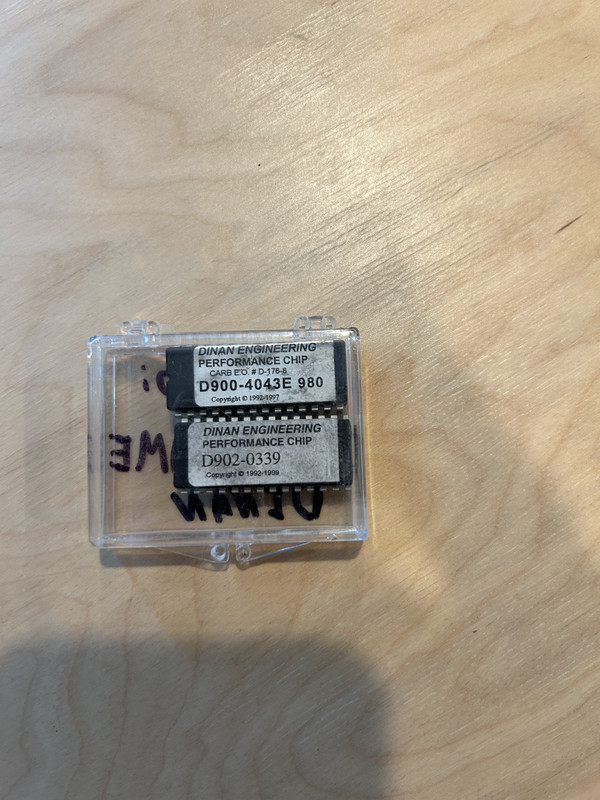 DINAN ENGINEERING
PERFORMANCE CHIP
CARB E.O. # D-176-8
D900-4043E 980
Copyright © 1992-1997
DINAN ENGINEERING
PERFORMANCE CHIP
D902-0339
Copyright © 1992-1999
DINAN